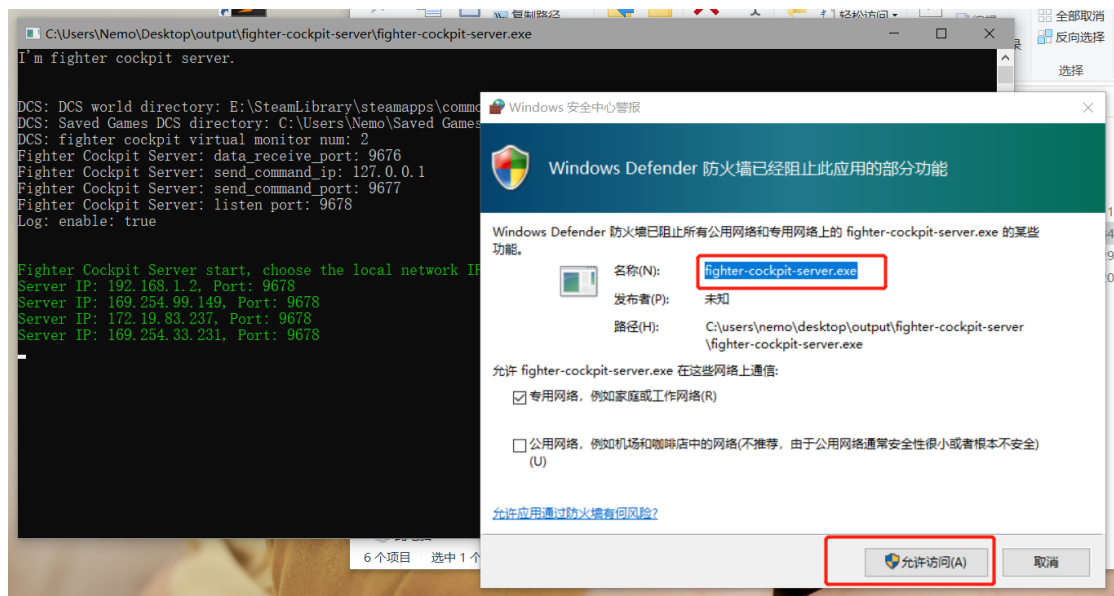 复制路径
轻松访问
全部取消
反向选择
选择
C:\Users\Nemo\Desktop\output\fighter-cockpit-server\fighter-cockpit-server.exe
I'm fighter cockpit server.
DCS: DCS world directory: E:\SteamLibrary\steamapps\commo
DCS: Saved Games DCS directory: C:\Users\Nemo\Saved Games
DCS: fighter cockpit virtual monitor num: 2
Fighter Cockpit Server: data_receive_port: 9676
Fighter Cockpit Server: send_command_ip: 127.0.0.1
Fighter Cockpit Server: send_command_port: 9677
Fighter Cockpit Server: listen port: 9678
Log: enable: true
Fighter Cockpit Server start, choose the local network IP
Server IP: 192.168.1.2, Port: 9678
Server IP: 169.254.99.149, Port: 9678
Server IP: 172.19.83.237, Port: 9678
Server IP: 169.254.33.231, Port: 9678
6 个项目 选中 1 个
Windows 安全中心警报
Windows Defender 防火墙已经阻止此应用的部分功能
Windows Defender 防火墙已阻止所有公用网络和专用网络上的 fighter-cockpit-server.exe 的某些
功能。
名称(N): fighter-cockpit-server.exe
发布者(P): 未知
路径(H): C:\users\nemo\desktop\output\fighter-cockpit-server
\fighter-cockpit-server.exe
允许 fighter-cockpit-server.exe 在这些网络上通信:
专用网络，例如家庭或工作网络(R)
公用网络，例如机场和咖啡店中的网络(不推荐，由于公用网络通常安全性很小或者根本不安全)
(U)
允许应用通过防火墙有何风险?
允许访问(A) 取消